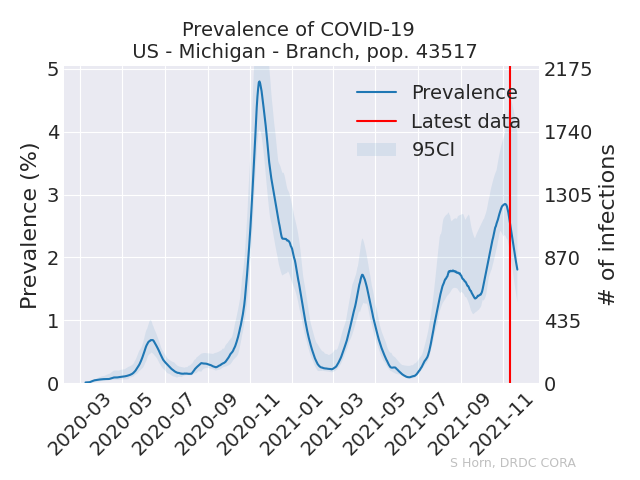 Prevalence of COVID-19
US - Michigan - Branch, pop. 43517
Prevalence (%)
5
4
3
2
1
0
Prevalence
Latest data
95CI
2175
1740
1305
870
435
0
# of infections
2020-03
2020-05
2020-07
2020-09
2020-11
2021-01
2021-03
2021-05
2021-07
2021-09
2021-11
S Horn, DRDC CORA